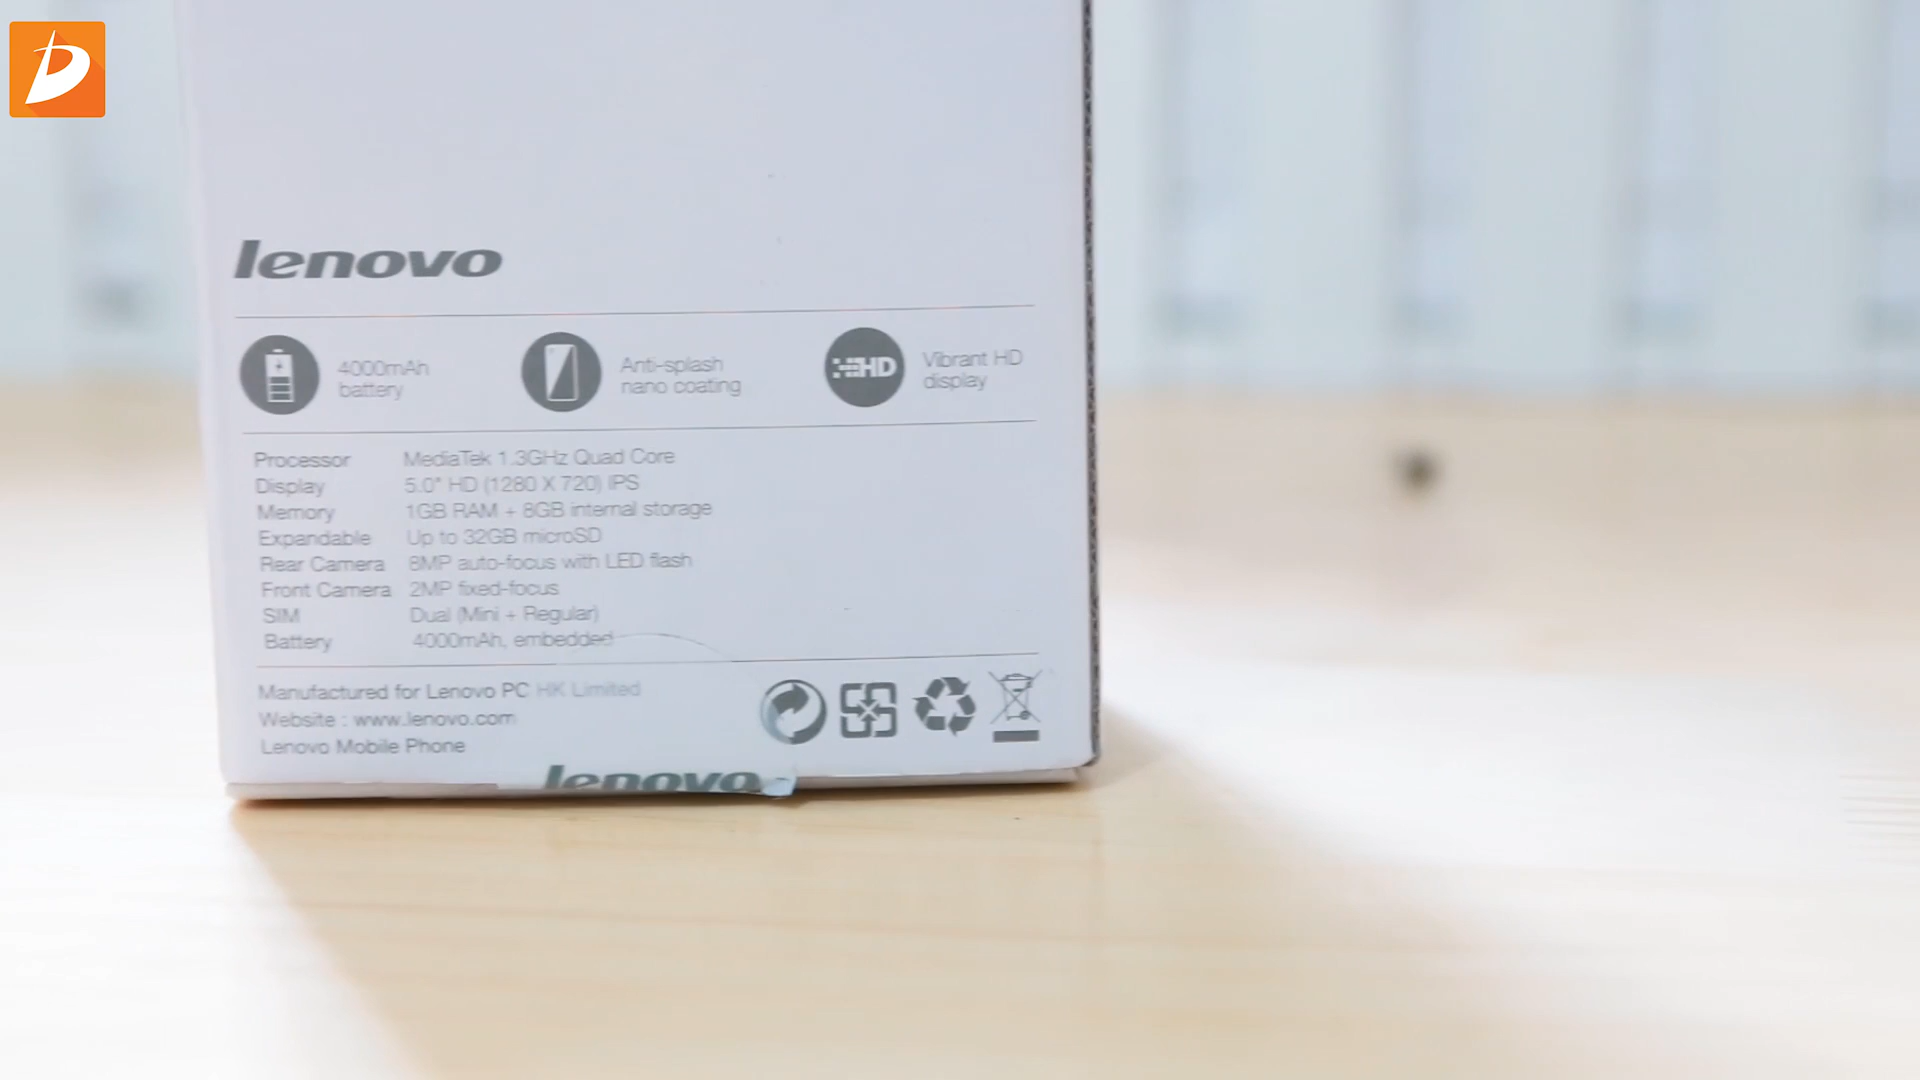 lenovo
4000mAh
battery
Anti-splash
nano coating
HD
Vibrant HD
display
Processor MediaTek 1.3GHz Quad Core
Display 5.0" HD (1280 X 720) IPS
Memory 1GB RAM + 8GB internal storage
Expandable Up to 32GB microSD
Rear Camera 8MP auto-focus with LED flash
Front Camera 2MP fixed-focus
SIM Dual (Mini + Regular)
Battery 4000mAh, embedded
Manufactured for Lenovo PC HK Limited
Website : www.lenovo.com
Lenovo Mobile Phone
lenovo